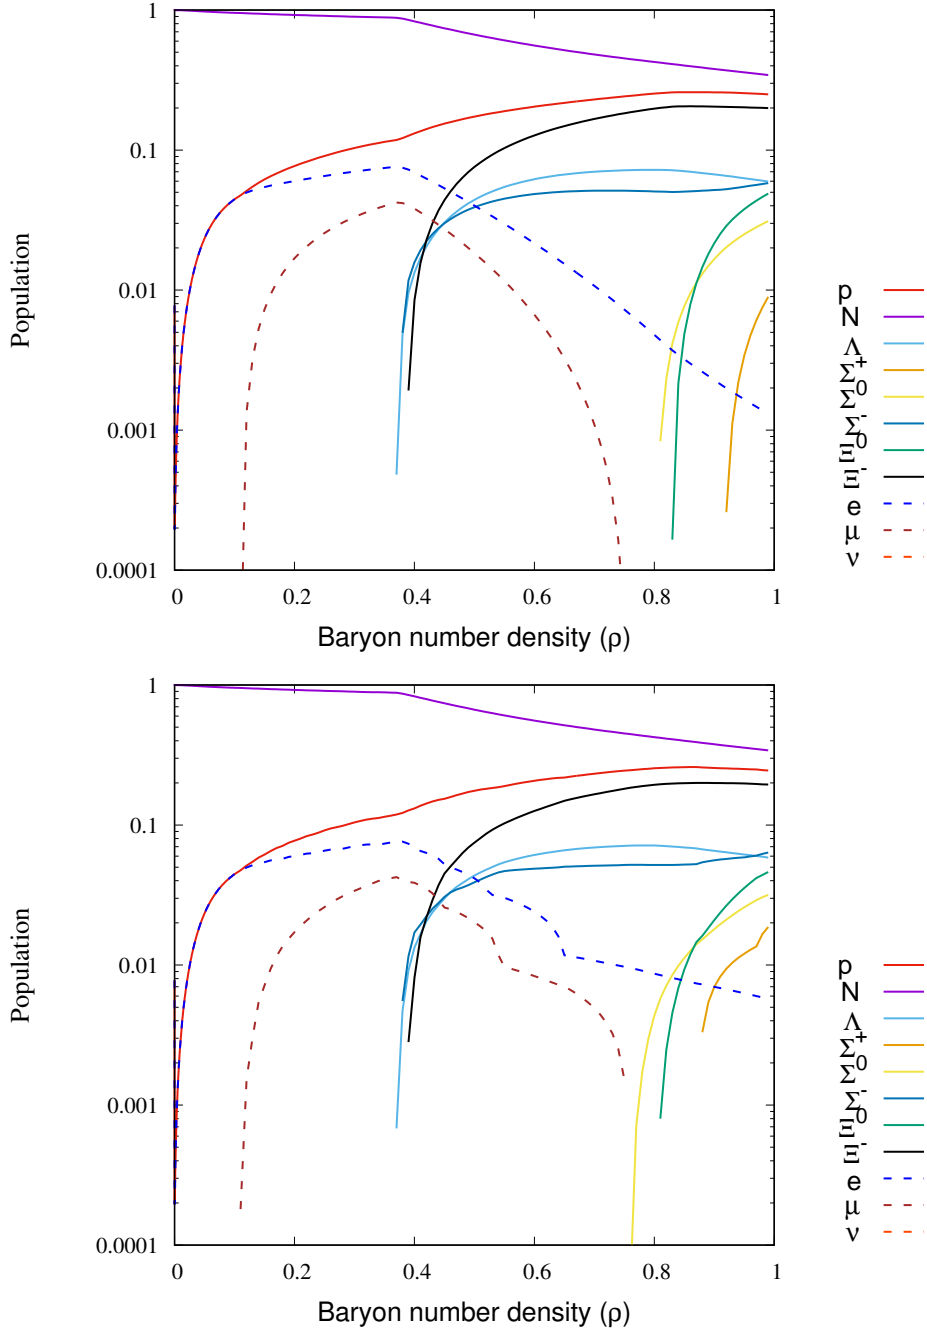 1
0.1
0.01
0.001
0.0001
Population
0 0.2 0.4 0.6 0.8 1
Baryon number density (ρ)
p
N
Λ
Σ⁺
Σ⁰
Σ⁻
Ξ⁰
Ξ⁻
e
μ
ν
1
0.1
0.01
0.001
0.0001
Population
0 0.2 0.4 0.6 0.8 1
Baryon number density (ρ)
p
N
Λ
Σ⁺
Σ⁰
Σ⁻
Ξ⁰
Ξ⁻
e
μ
ν